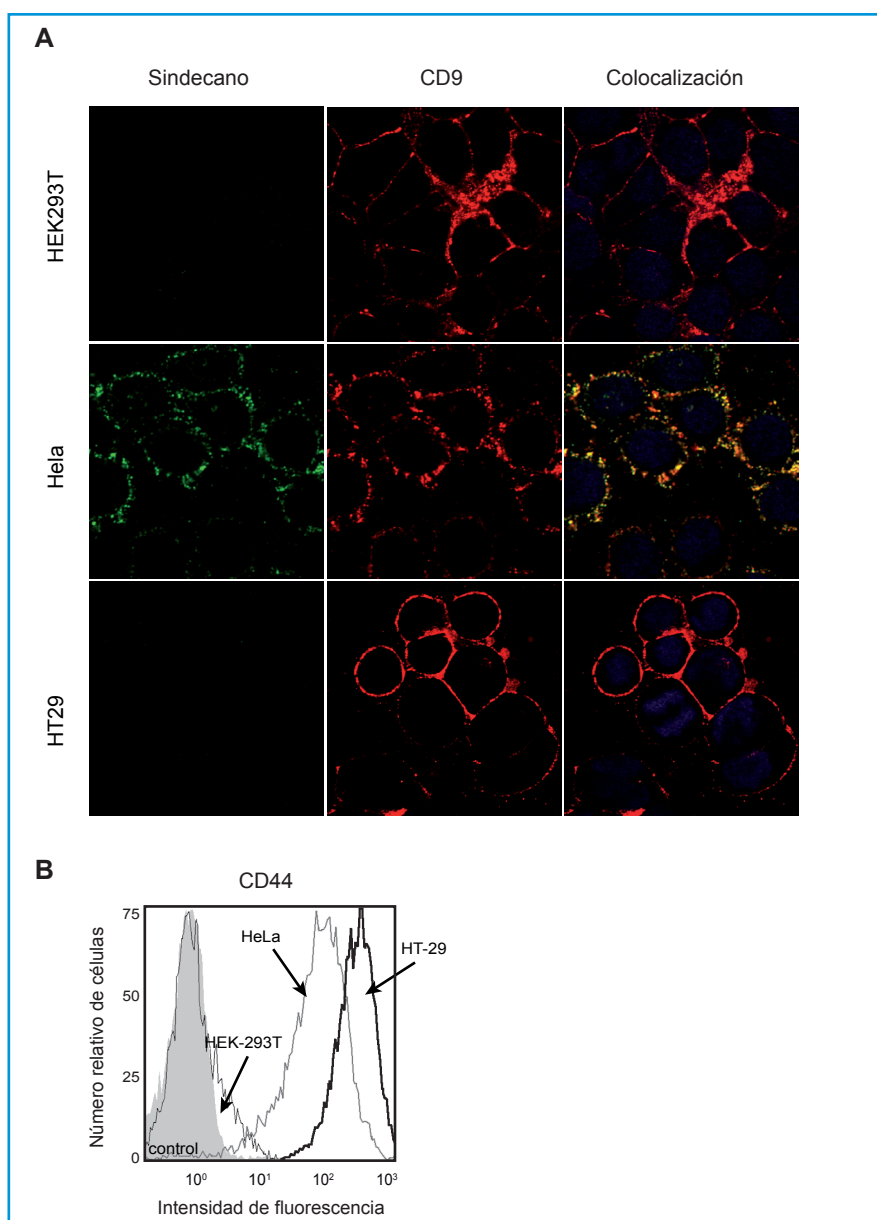 A
Sindecano CD9 Colocalización
HEK293T
Hela
HT29
B
CD44
Número relativo de células
75
50
25
0
HeLa
HT-29
HEK-293T
control
10⁰ 10¹ 10² 10³
Intensidad de fluorescencia